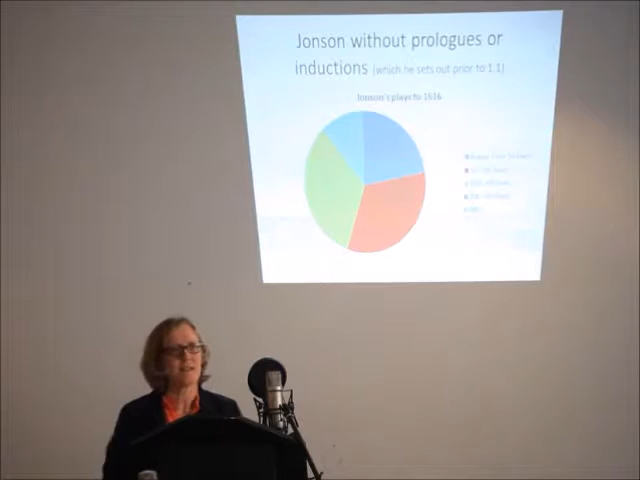 Jonson without prologues or
inductions (which he sets out prior to 1.1)
Jonson's plays to 1616